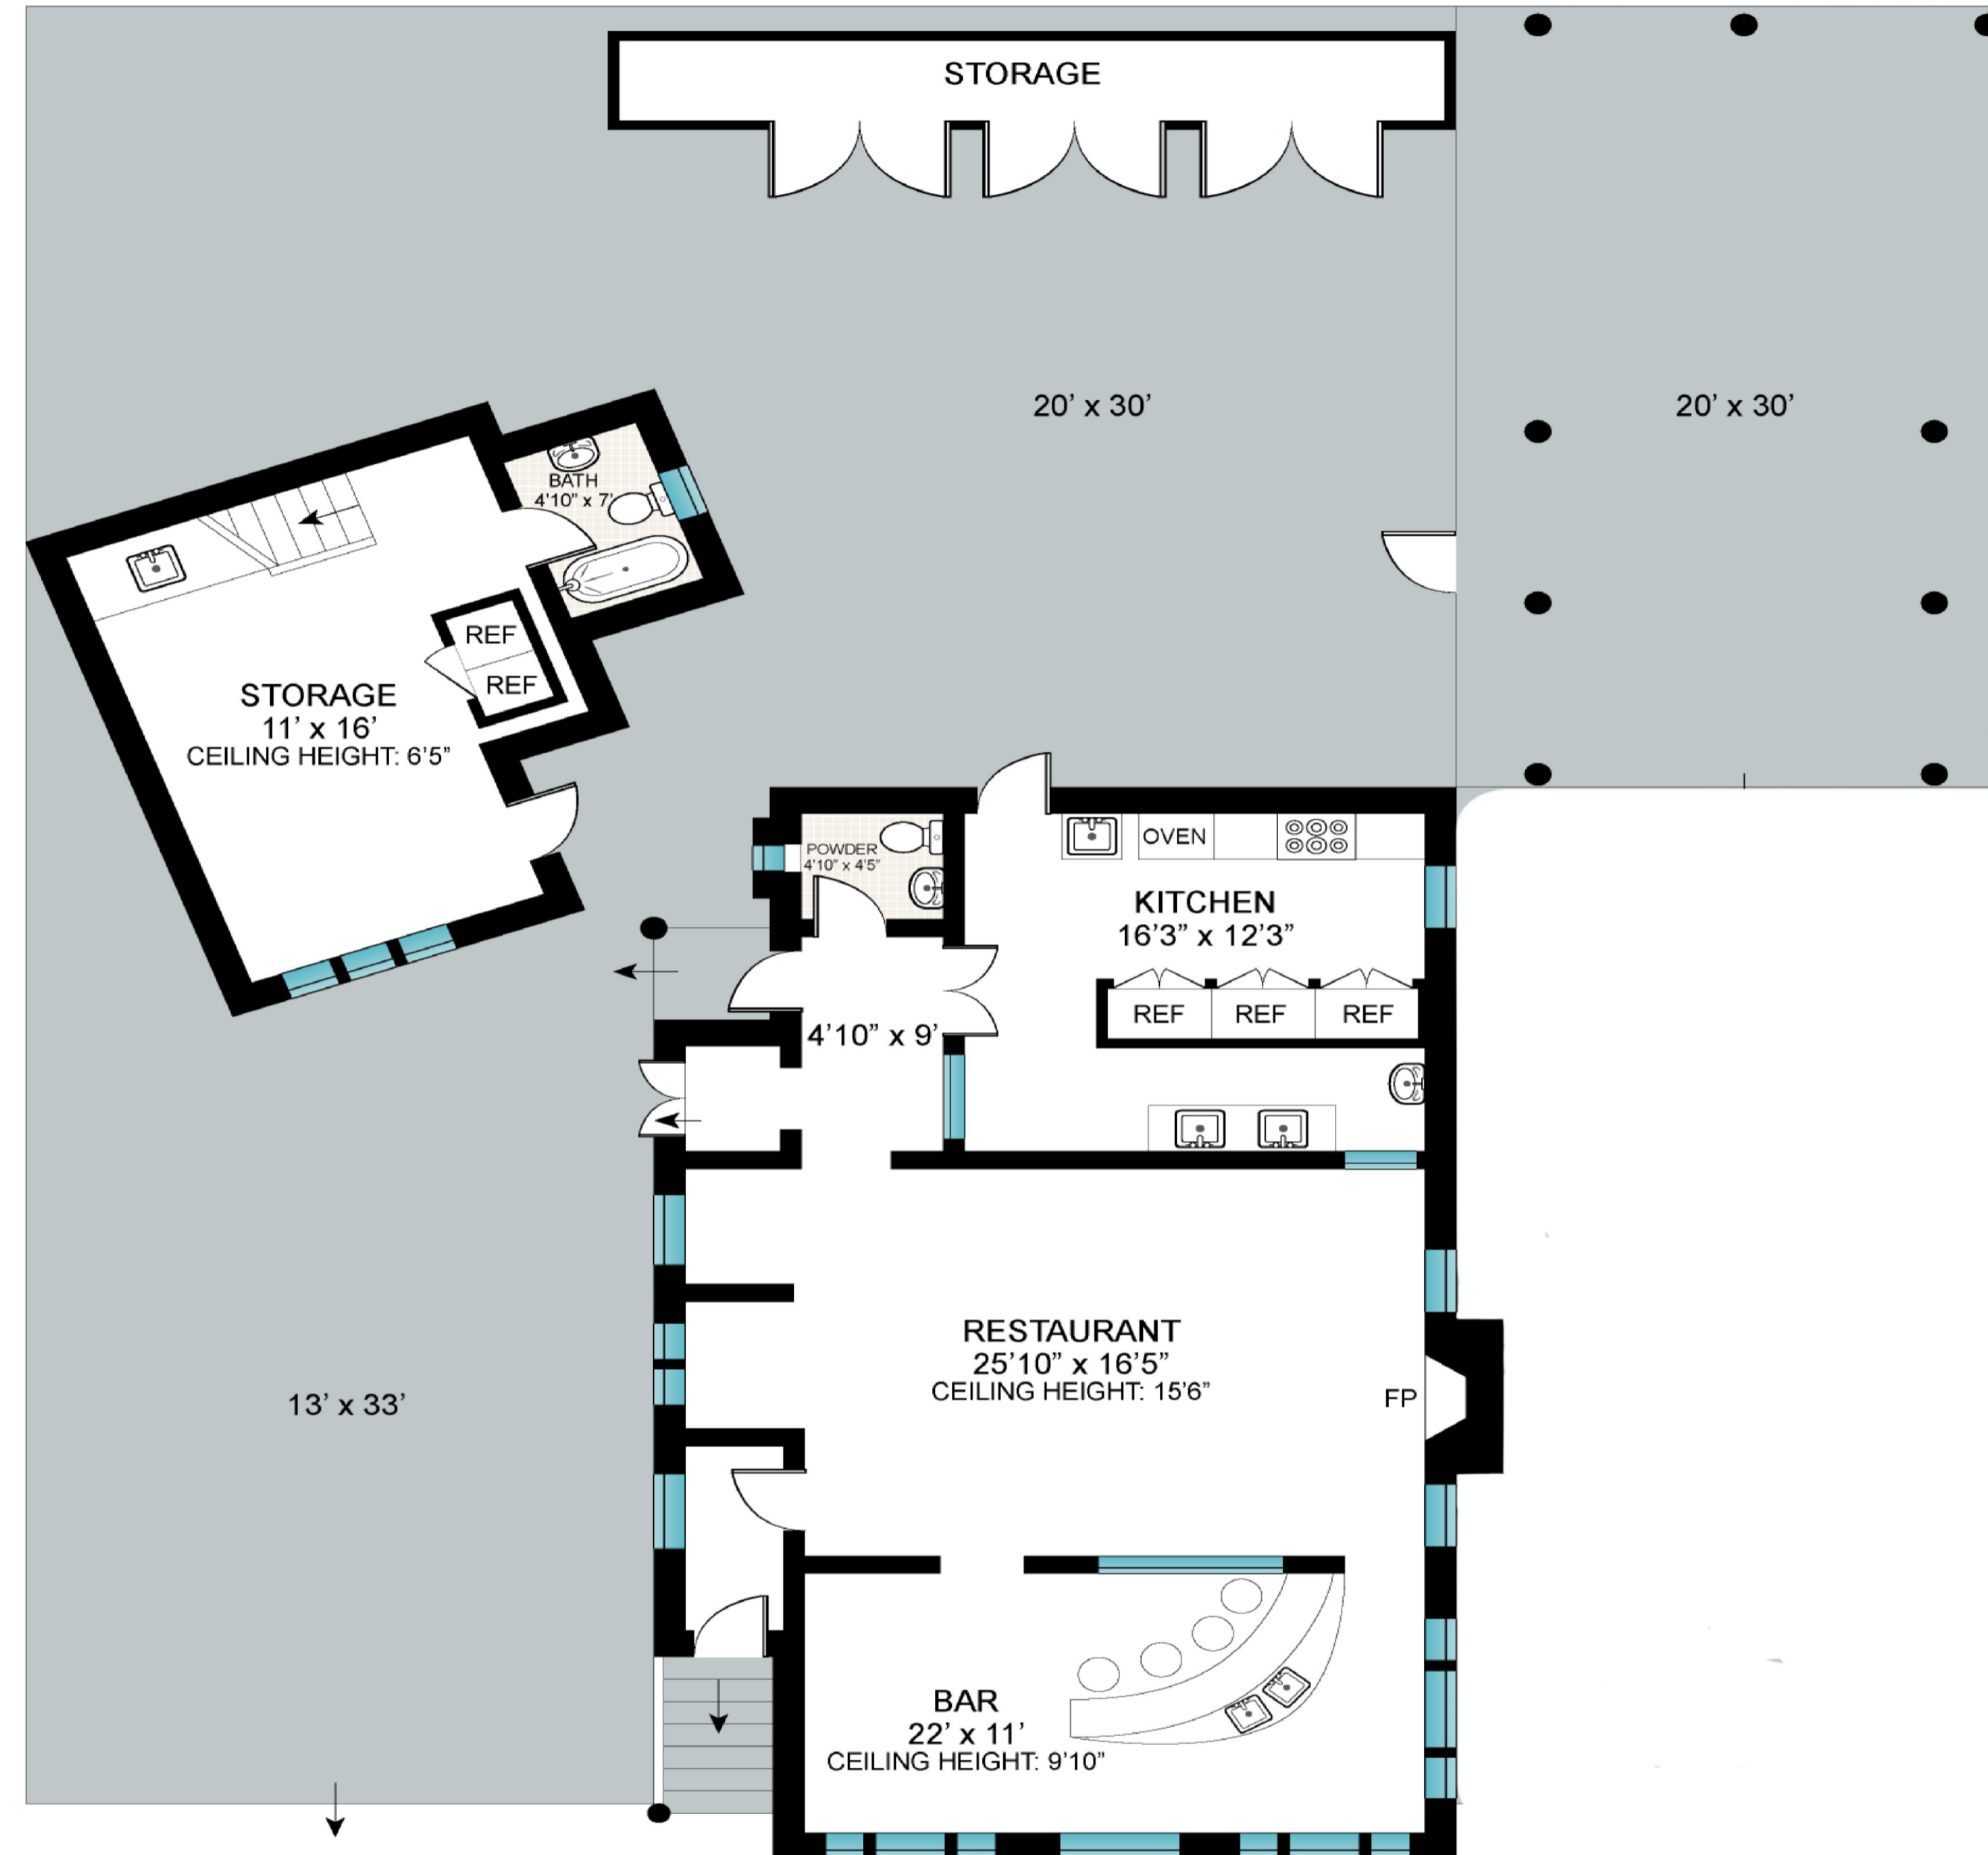 STORAGE
20’ x 30’
20’ x 30’
BATH
4’10” x 7’
REF
REF
STORAGE
11’ x 16’
CEILING HEIGHT: 6’5”
POWDER
4’10” x 4’5”
OVEN
KITCHEN
16’3” x 12’3”
REF
REF
REF
4’10” x 9’
RESTAURANT
25’10” x 16’5”
CEILING HEIGHT: 15’6”
FP
13’ x 33’
BAR
22’ x 11’
CEILING HEIGHT: 9’10”